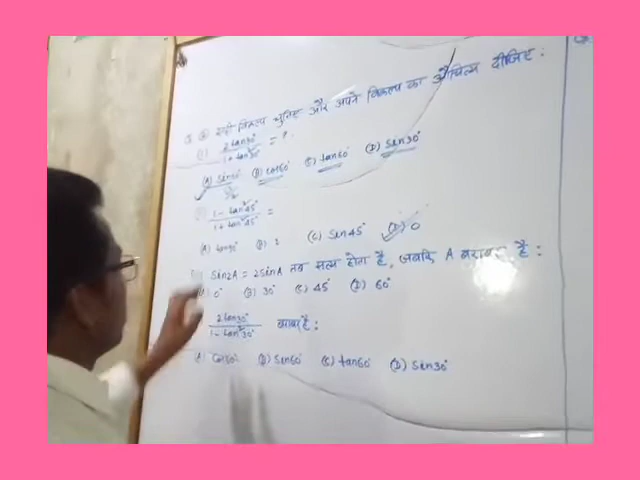 सही विकल्प चुनिए और अपने विकल्प का औचित्य दीजिए:
2tan30° / 1+tan²30° = ?
(A) sin60° (B) cos60° (C) tan60° (D) sin30°
1-tan²45° / 1+tan²45° =
(A) tan90° (B) 1 (C) sin45° (D) 0
sin2A = 2sinA तब सत्य होता है, जबकि A बराबर है:
0° (B) 30° (C) 45° (D) 60°
2tan30° / 1-tan²30° बराबर है:
(A) cos60° (B) sin60° (C) tan60° (D) sin30°